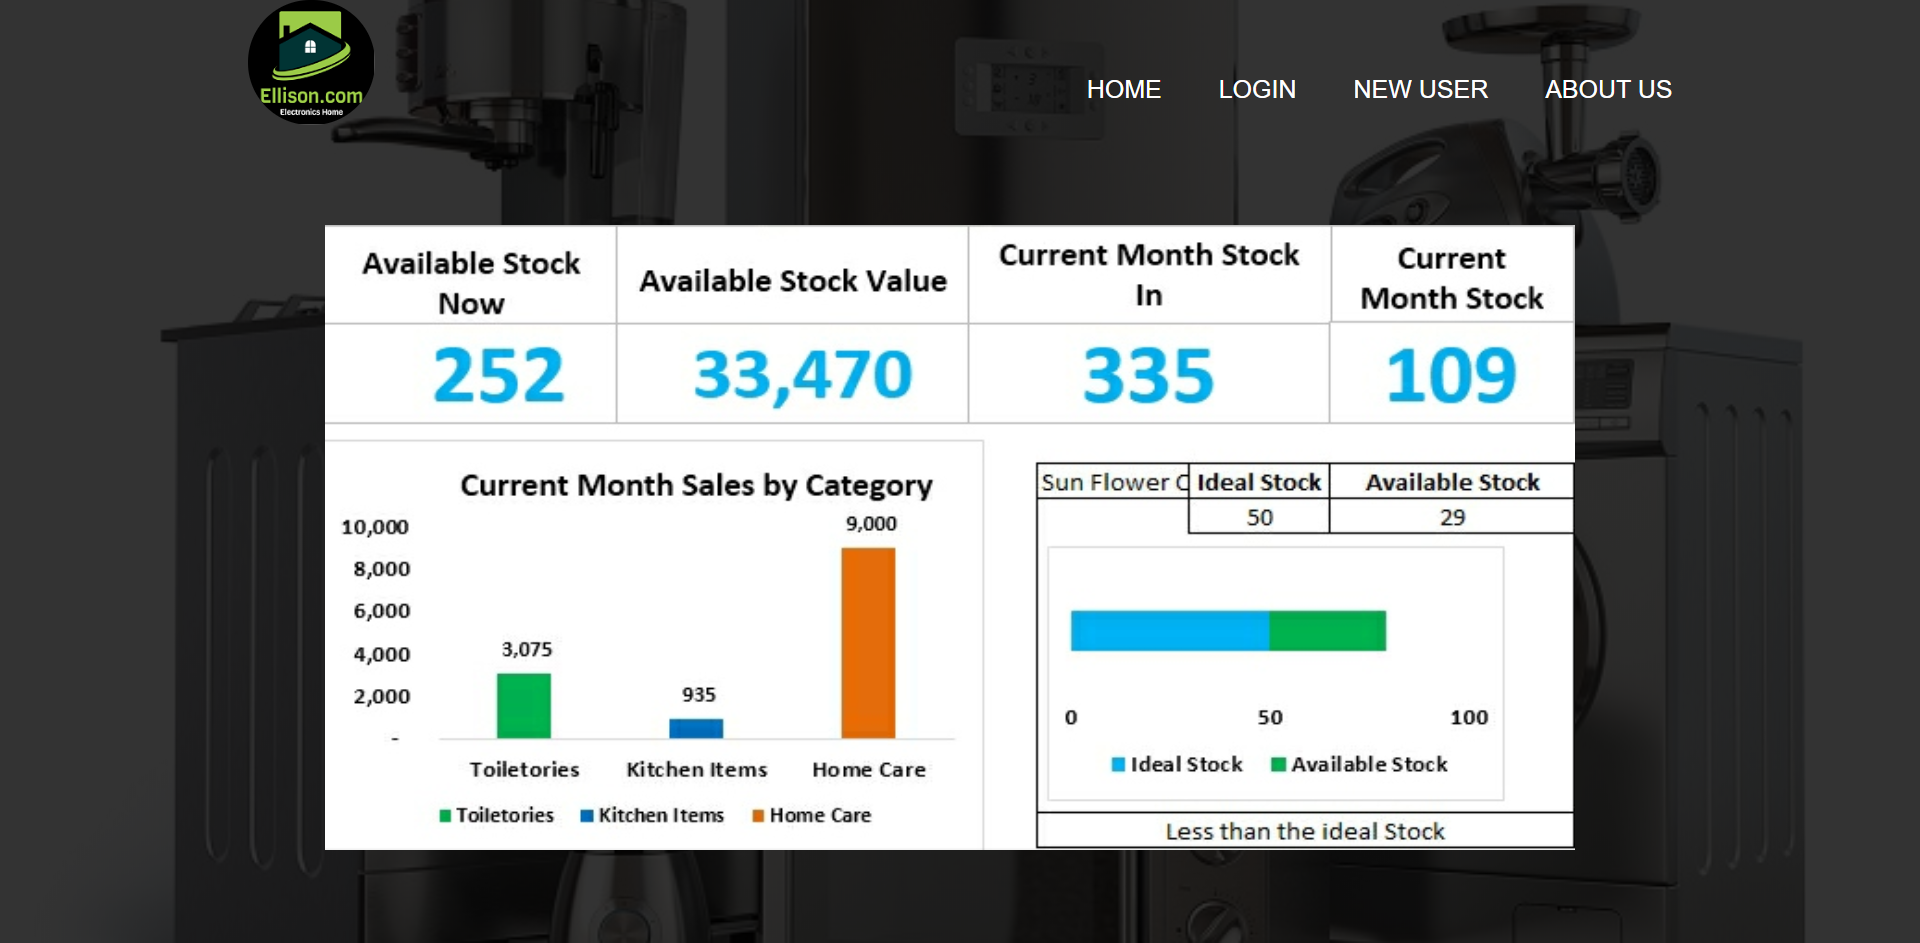 Ellison.com
Electronics Home
HOME LOGIN NEW USER ABOUT US
Available Stock
Now
Available Stock Value
Current Month Stock
In
Current
Month Stock
252
33,470
335
109
Current Month Sales by Category
10,000
8,000
6,000
4,000
2,000
-
3,075
935
9,000
Toiletories Kitchen Items Home Care
Toiletories Kitchen Items Home Care
Sun Flower Ideal Stock Available Stock
50 29
0 50 100
Ideal Stock Available Stock
Less than the ideal Stock